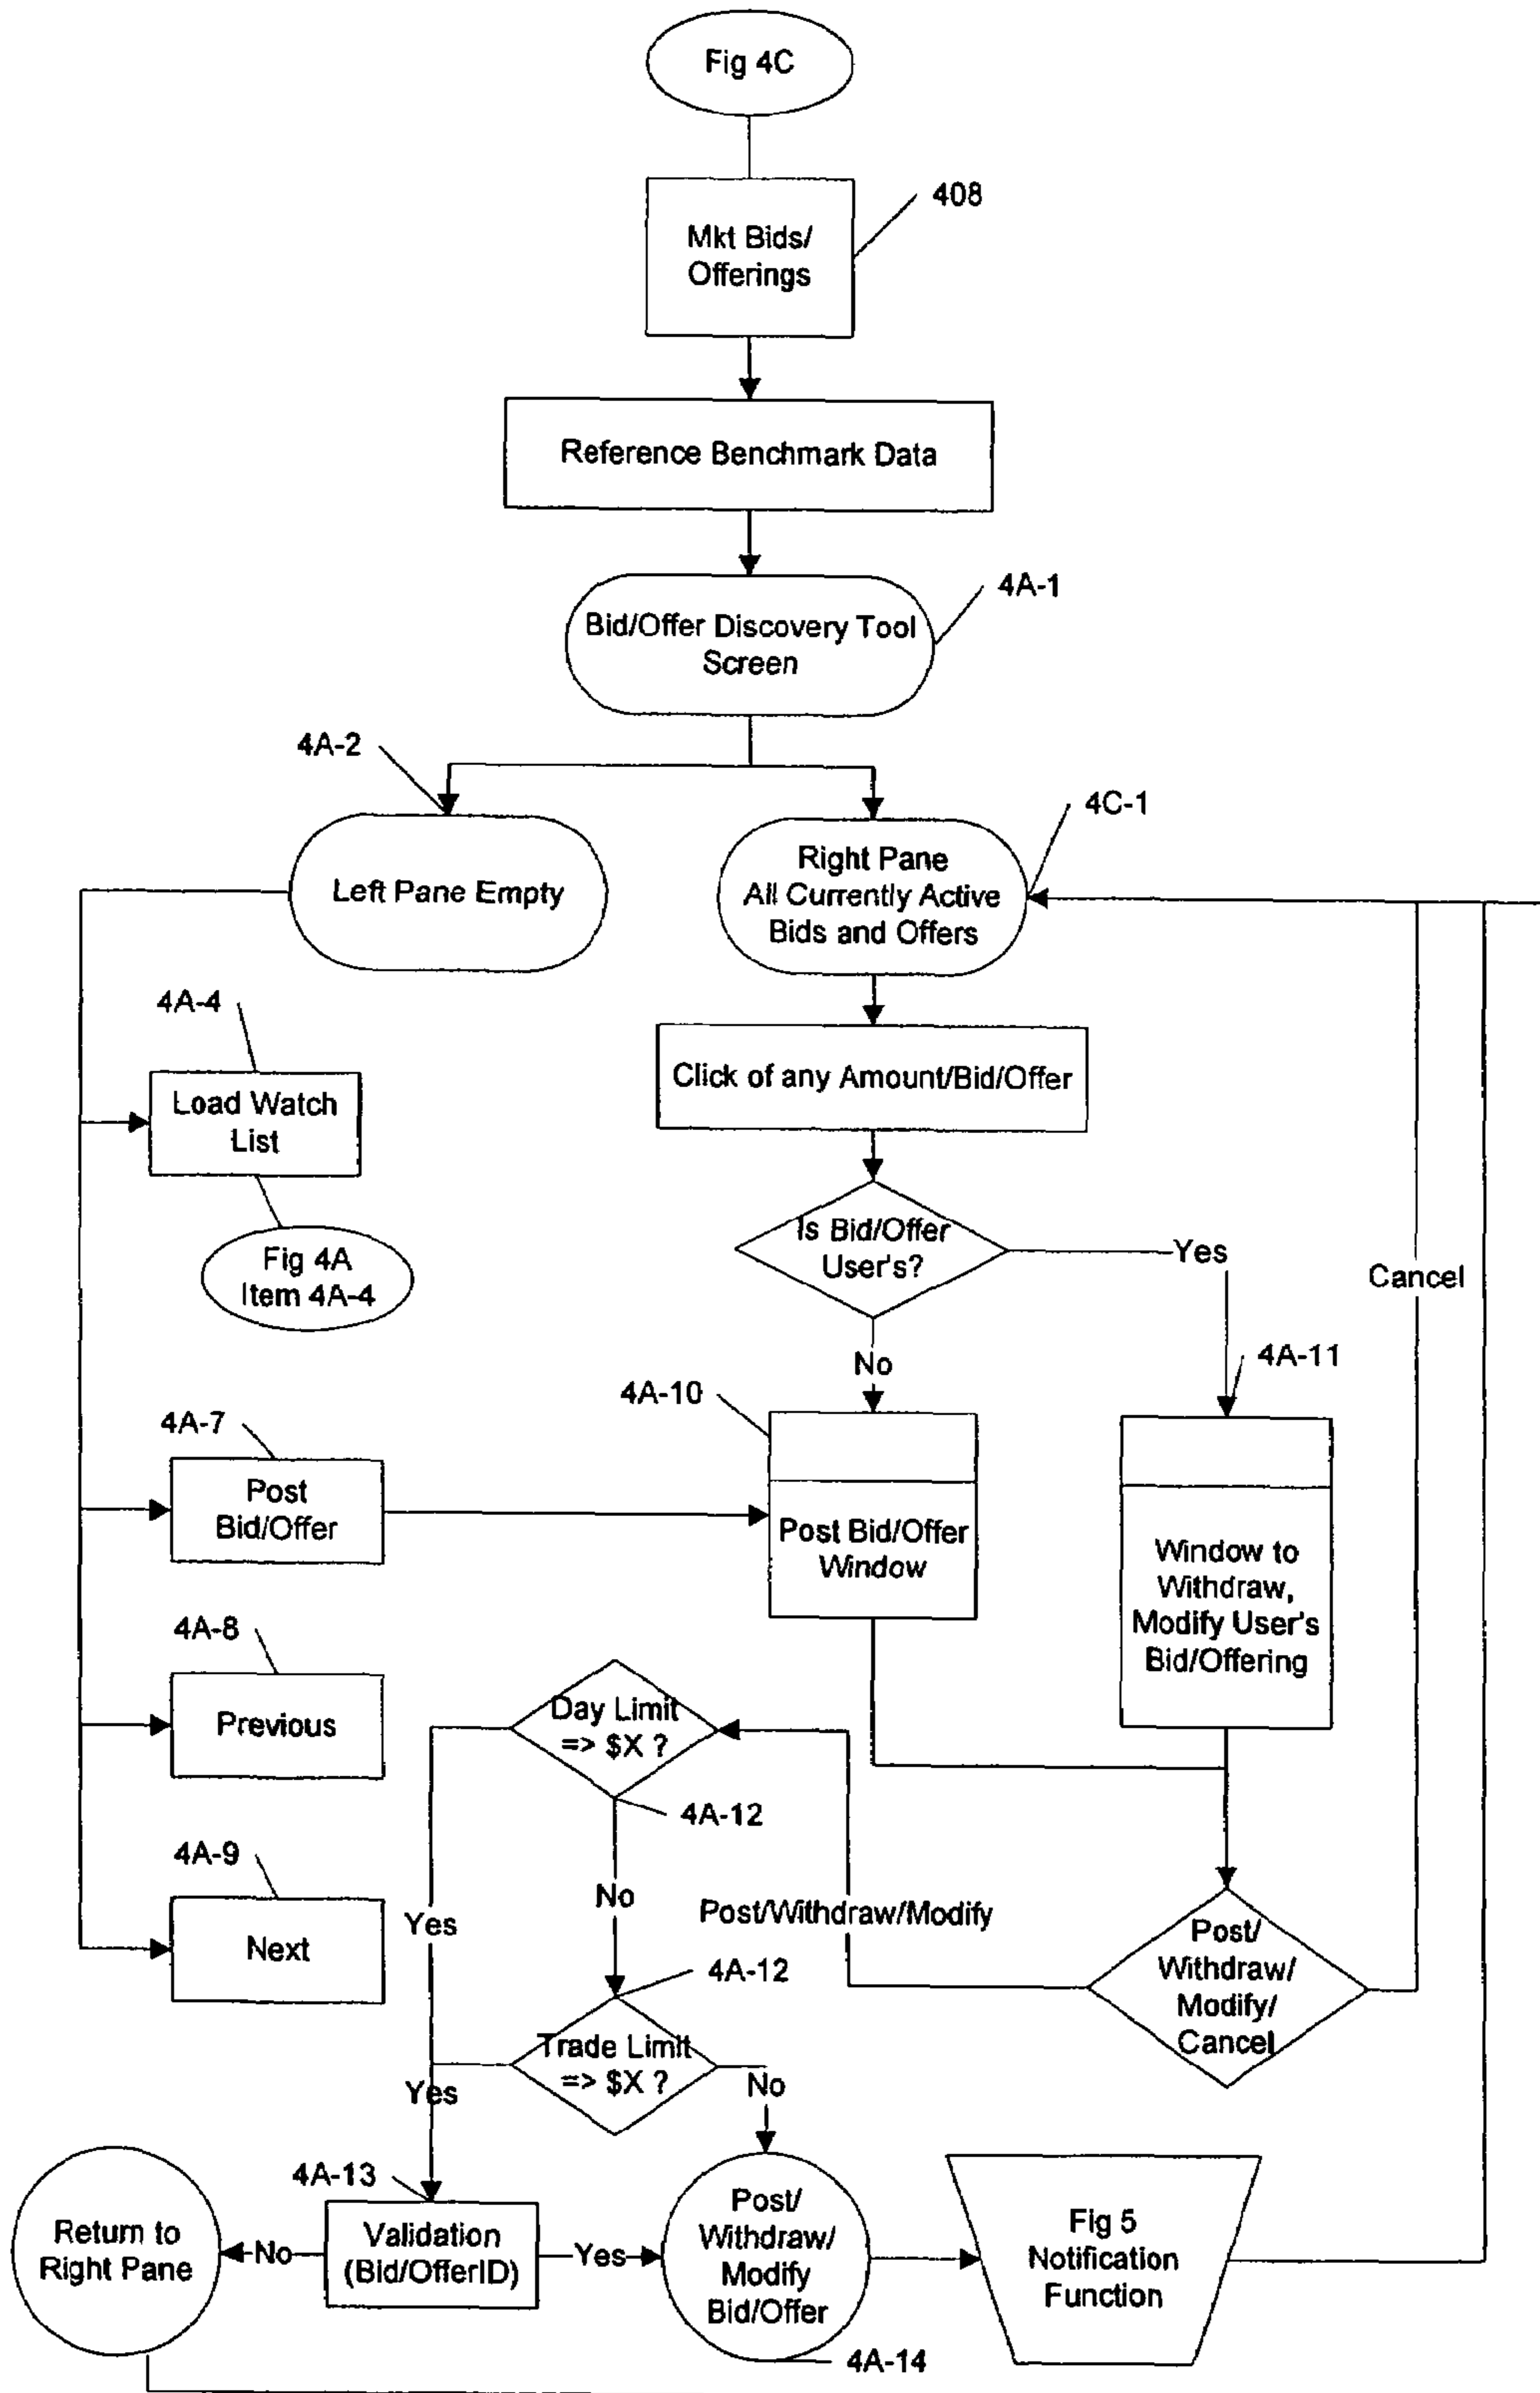 Fig 4C
408
Mkt Bids/
Offerings
Reference Benchmark Data
4A-1
Bid/Offer Discovery Tool
Screen
4A-2
4C-1
Left Pane Empty
Right Pane
All Currently Active
Bids and Offers
4A-4
Load Watch
List
Click of any Amount/Bid/Offer
Fig 4A
Item 4A-4
Is Bid/Offer
User's?
Yes
Cancel
No
4A-11
4A-10
4A-7
Post
Bid/Offer
Post Bid/Offer
Window
Window to
Withdraw,
Modify User's
Bid/Offering
4A-8
Previous
Day Limit
=> $X ?
4A-12
4A-9
Next
No
Yes
Post/Withdraw/Modify
Post/
Withdraw/
Modify/
Cancel
4A-12
Trade Limit
=> $X ?
No
Yes
4A-13
Return to
Right Pane
No
Validation
(Bid/OfferID)
Yes
Post/
Withdraw/
Modify
Bid/Offer
Fig 5
Notification
Function
4A-14